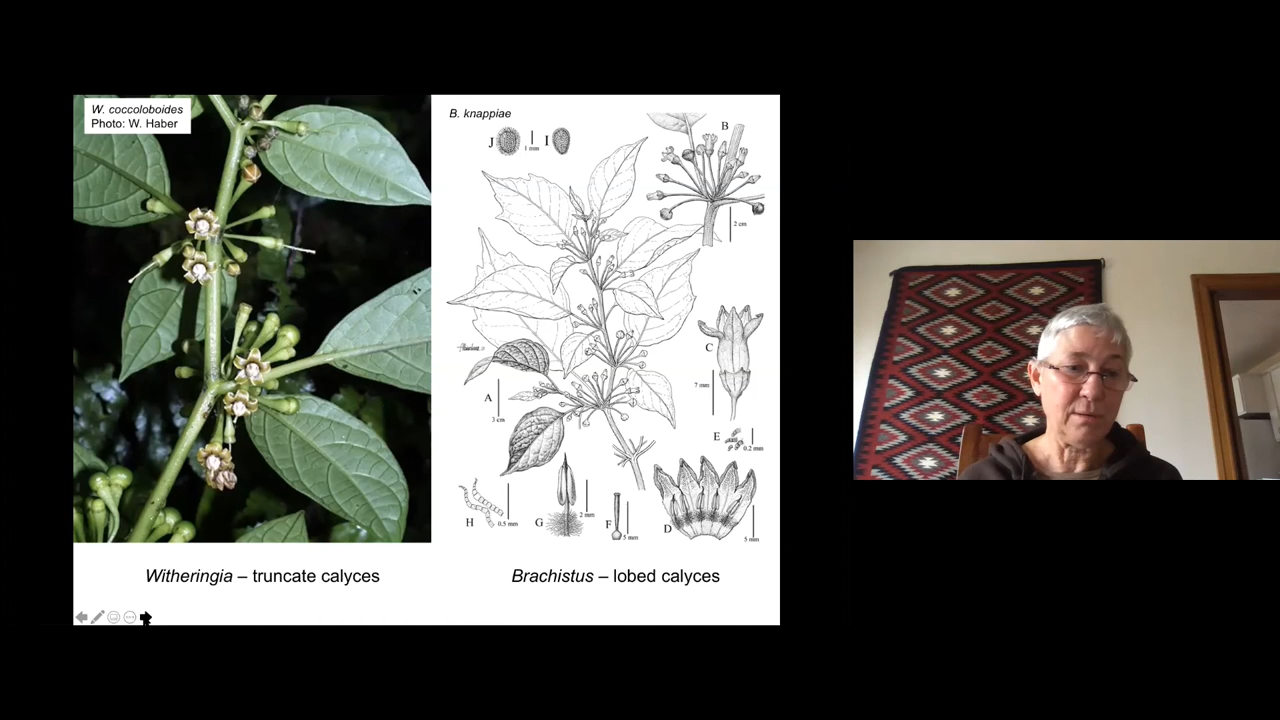 W. coccoloboides
Photo: W. Haber
B. knappiae
J
1 mm
I
B
2 cm
C
7 mm
A
3 cm
E
0.2 mm
H
0.5 mm
G
2 mm
F
5 mm
D
5 mm
Witheringia – truncate calyces
Brachistus – lobed calyces